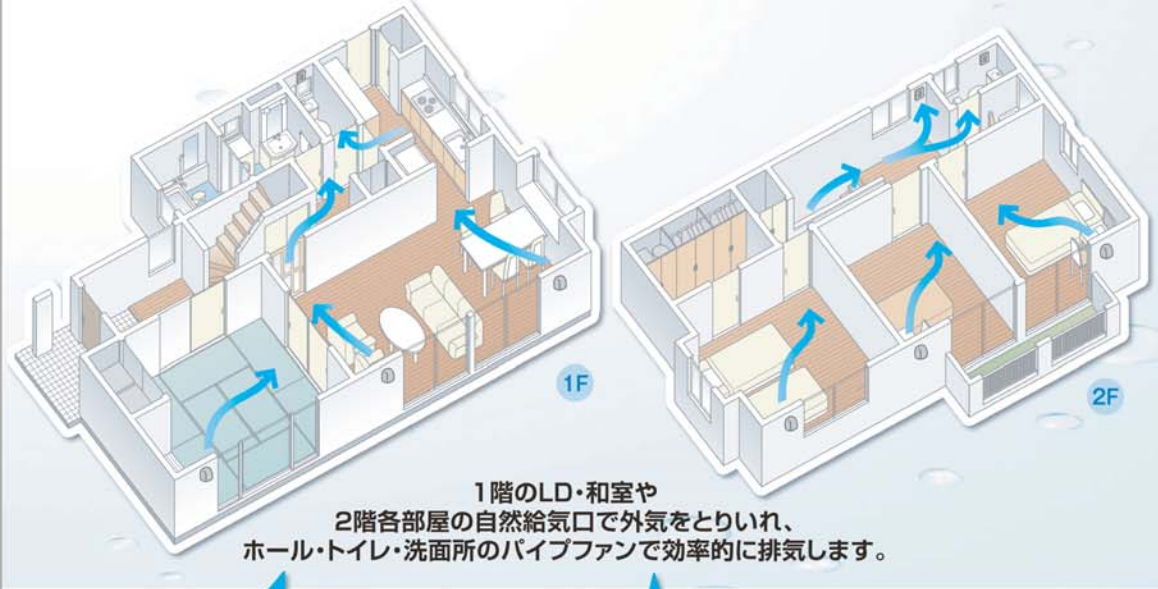 1F
2F
1階のLD・和室や
2階各部屋の自然給気口で外気をとりいれ、
ホール・トイレ・洗面所のパイプファンで効率的に排気します。